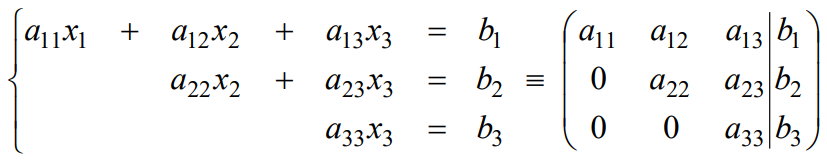 a₁₁x₁ + a₁₂x₂ + a₁₃x₃ = b₁ a₁₁ a₁₂ a₁₃ b₁
a₂₂x₂ + a₂₃x₃ = b₂ ≡ 0 a₂₂ a₂₃ b₂
a₃₃x₃ = b₃ 0 0 a₃₃ b₃